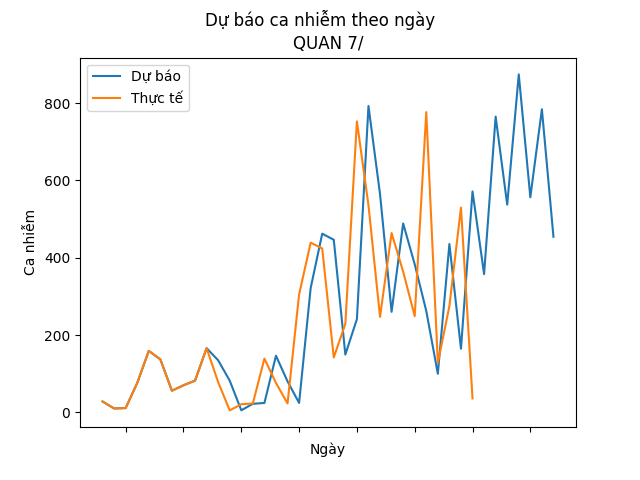 Dự báo ca nhiễm theo ngày
QUAN 7/
Dự báo
Thực tế
800
600
400
200
0
Ca nhiễm
Ngày